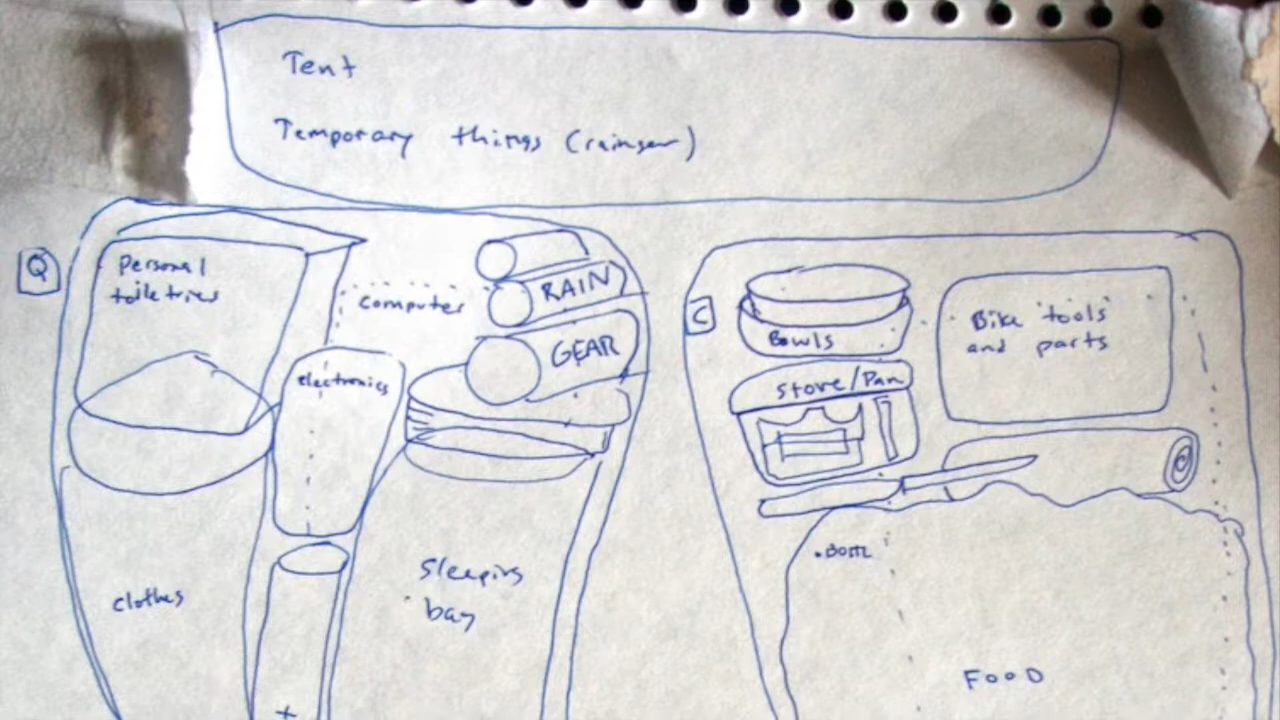 Tent
Temporary things (raingear)
Q
Personal
toiletries
computer
RAIN
GEAR
electronics
clothes
Sleeping
bag
C
Bowls
Stove/Pan
Bike tools
and parts
FOOD